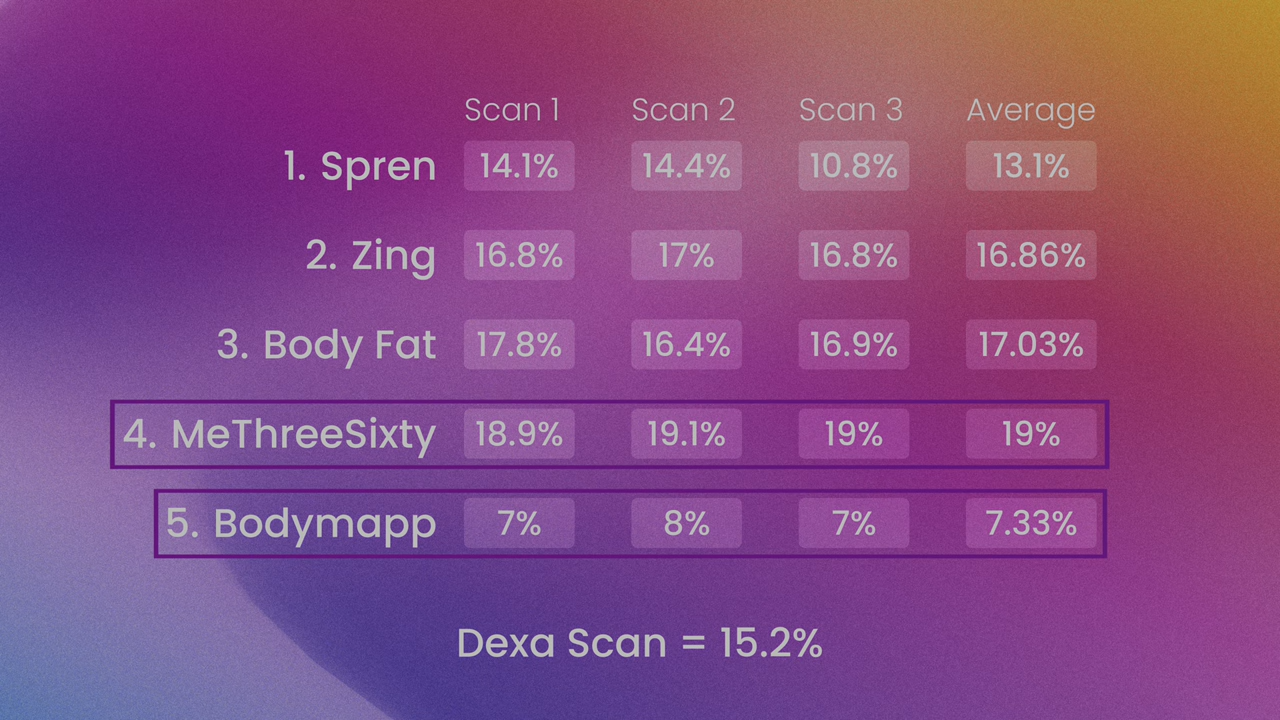 Scan 1 Scan 2 Scan 3 Average
1. Spren 14.1% 14.4% 10.8% 13.1%
2. Zing 16.8% 17% 16.8% 16.86%
3. Body Fat 17.8% 16.4% 16.9% 17.03%
4. MeThreeSixty 18.9% 19.1% 19% 19%
5. Bodymapp 7% 8% 7% 7.33%
Dexa Scan = 15.2%